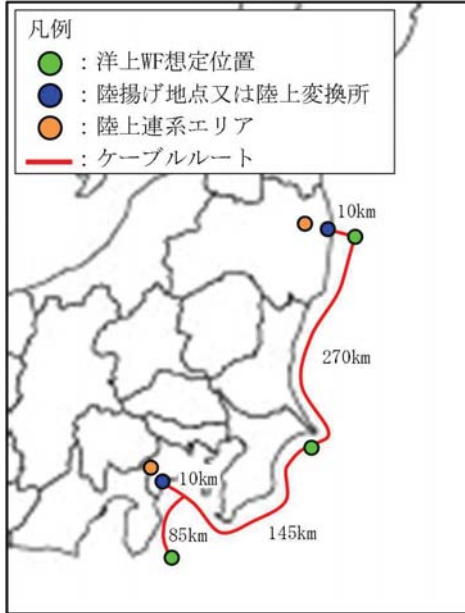 凡例
：洋上WF想定位置
：陸揚げ地点又は陸上変換所
：陸上連系エリア
：ケーブルルート
10km
270km
10km
85km
145km